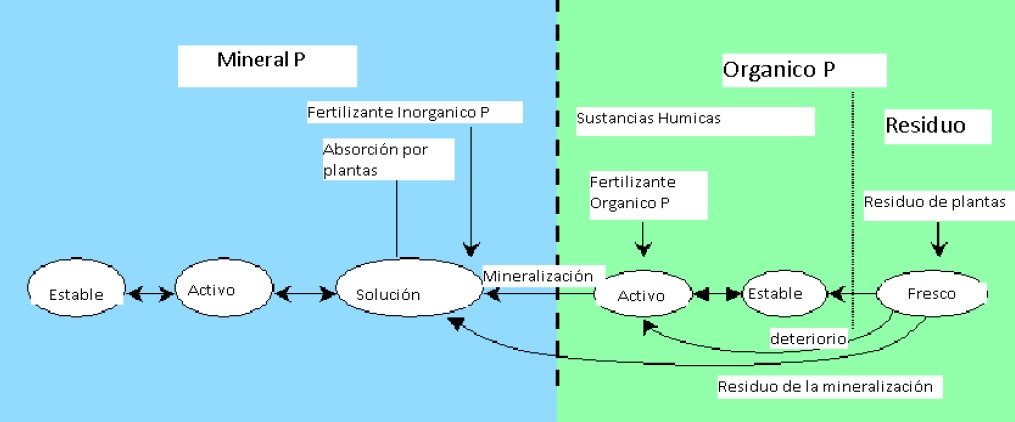 Mineral P
Organico P
Fertilizante Inorganico P
Sustancias Humicas
Residuo
Absorción por
plantas
Fertilizante
Organico P
Residuo de plantas
Mineralización
Estable
Activo
Solución
Activo
Estable
Fresco
deteriorio
Residuo de la mineralización